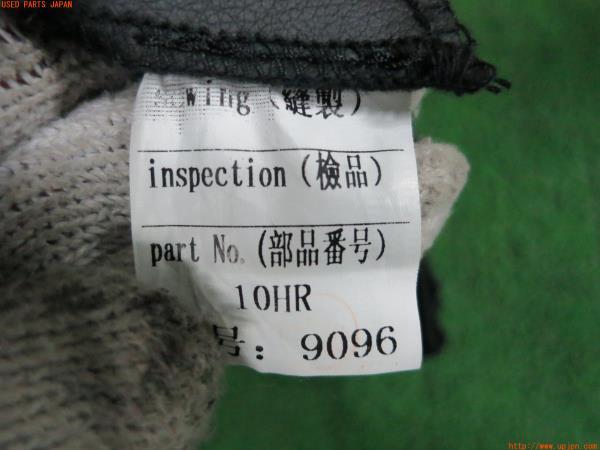 USED PARTS JAPAN
wing (縫製)
inspection (檢品)
part No. (部品番号)
10HR
号: 9096
http://www.upjpn.com